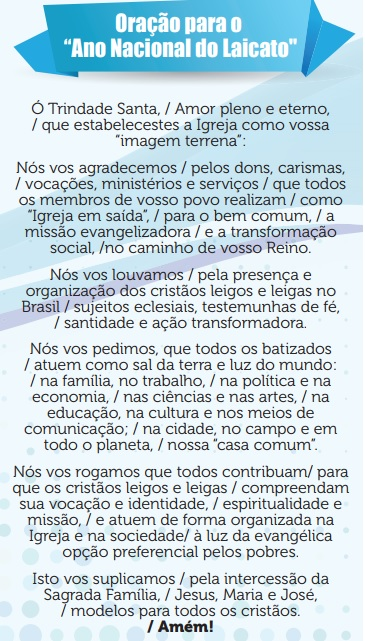 Oração para o
“Ano Nacional do Laicato"
Ó Trindade Santa, / Amor pleno e eterno,
/ que estabelecestes a Igreja como vossa
“imagem terrena”:
Nós vos agradecemos / pelos dons, carismas,
/ vocações, ministérios e serviços / que todos
os membros de vosso povo realizam / como
“Igreja em saída”, / para o bem comum, / a
missão evangelizadora / e a transformação
social, /no caminho de vosso Reino.
Nós vos louvamos / pela presença e
organização dos cristãos leigos e leigas no
Brasil / sujeitos eclesiais, testemunhas de fé,
/ santidade e ação transformadora.
Nós vos pedimos, que todos os batizados
/ atuem como sal da terra e luz do mundo:
/ na família, no trabalho, / na política e na
economia, / nas ciências e nas artes, / na
educação, na cultura e nos meios de
comunicação; / na cidade, no campo e em
todo o planeta, / nossa “casa comum”.
Nós vos rogamos que todos contribuam/ para
que os cristãos leigos e leigas / compreendam
sua vocação e identidade, / espiritualidade e
missão, / e atuem de forma organizada na
Igreja e na sociedade/ à luz da evangélica
opção preferencial pelos pobres.
Isto vos suplicamos / pela intercessão da
Sagrada Família, / Jesus, Maria e José,
/ modelos para todos os cristãos.
/ Amém!